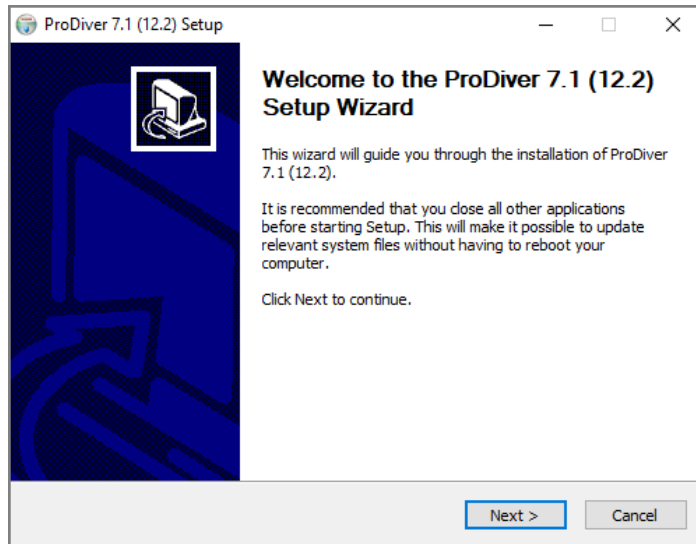 ProDiver 7.1 (12.2) Setup
Welcome to the ProDiver 7.1 (12.2)
Setup Wizard
This wizard will guide you through the installation of ProDiver
7.1 (12.2).
It is recommended that you close all other applications
before starting Setup. This will make it possible to update
relevant system files without having to reboot your
computer.
Click Next to continue.
Next >
Cancel